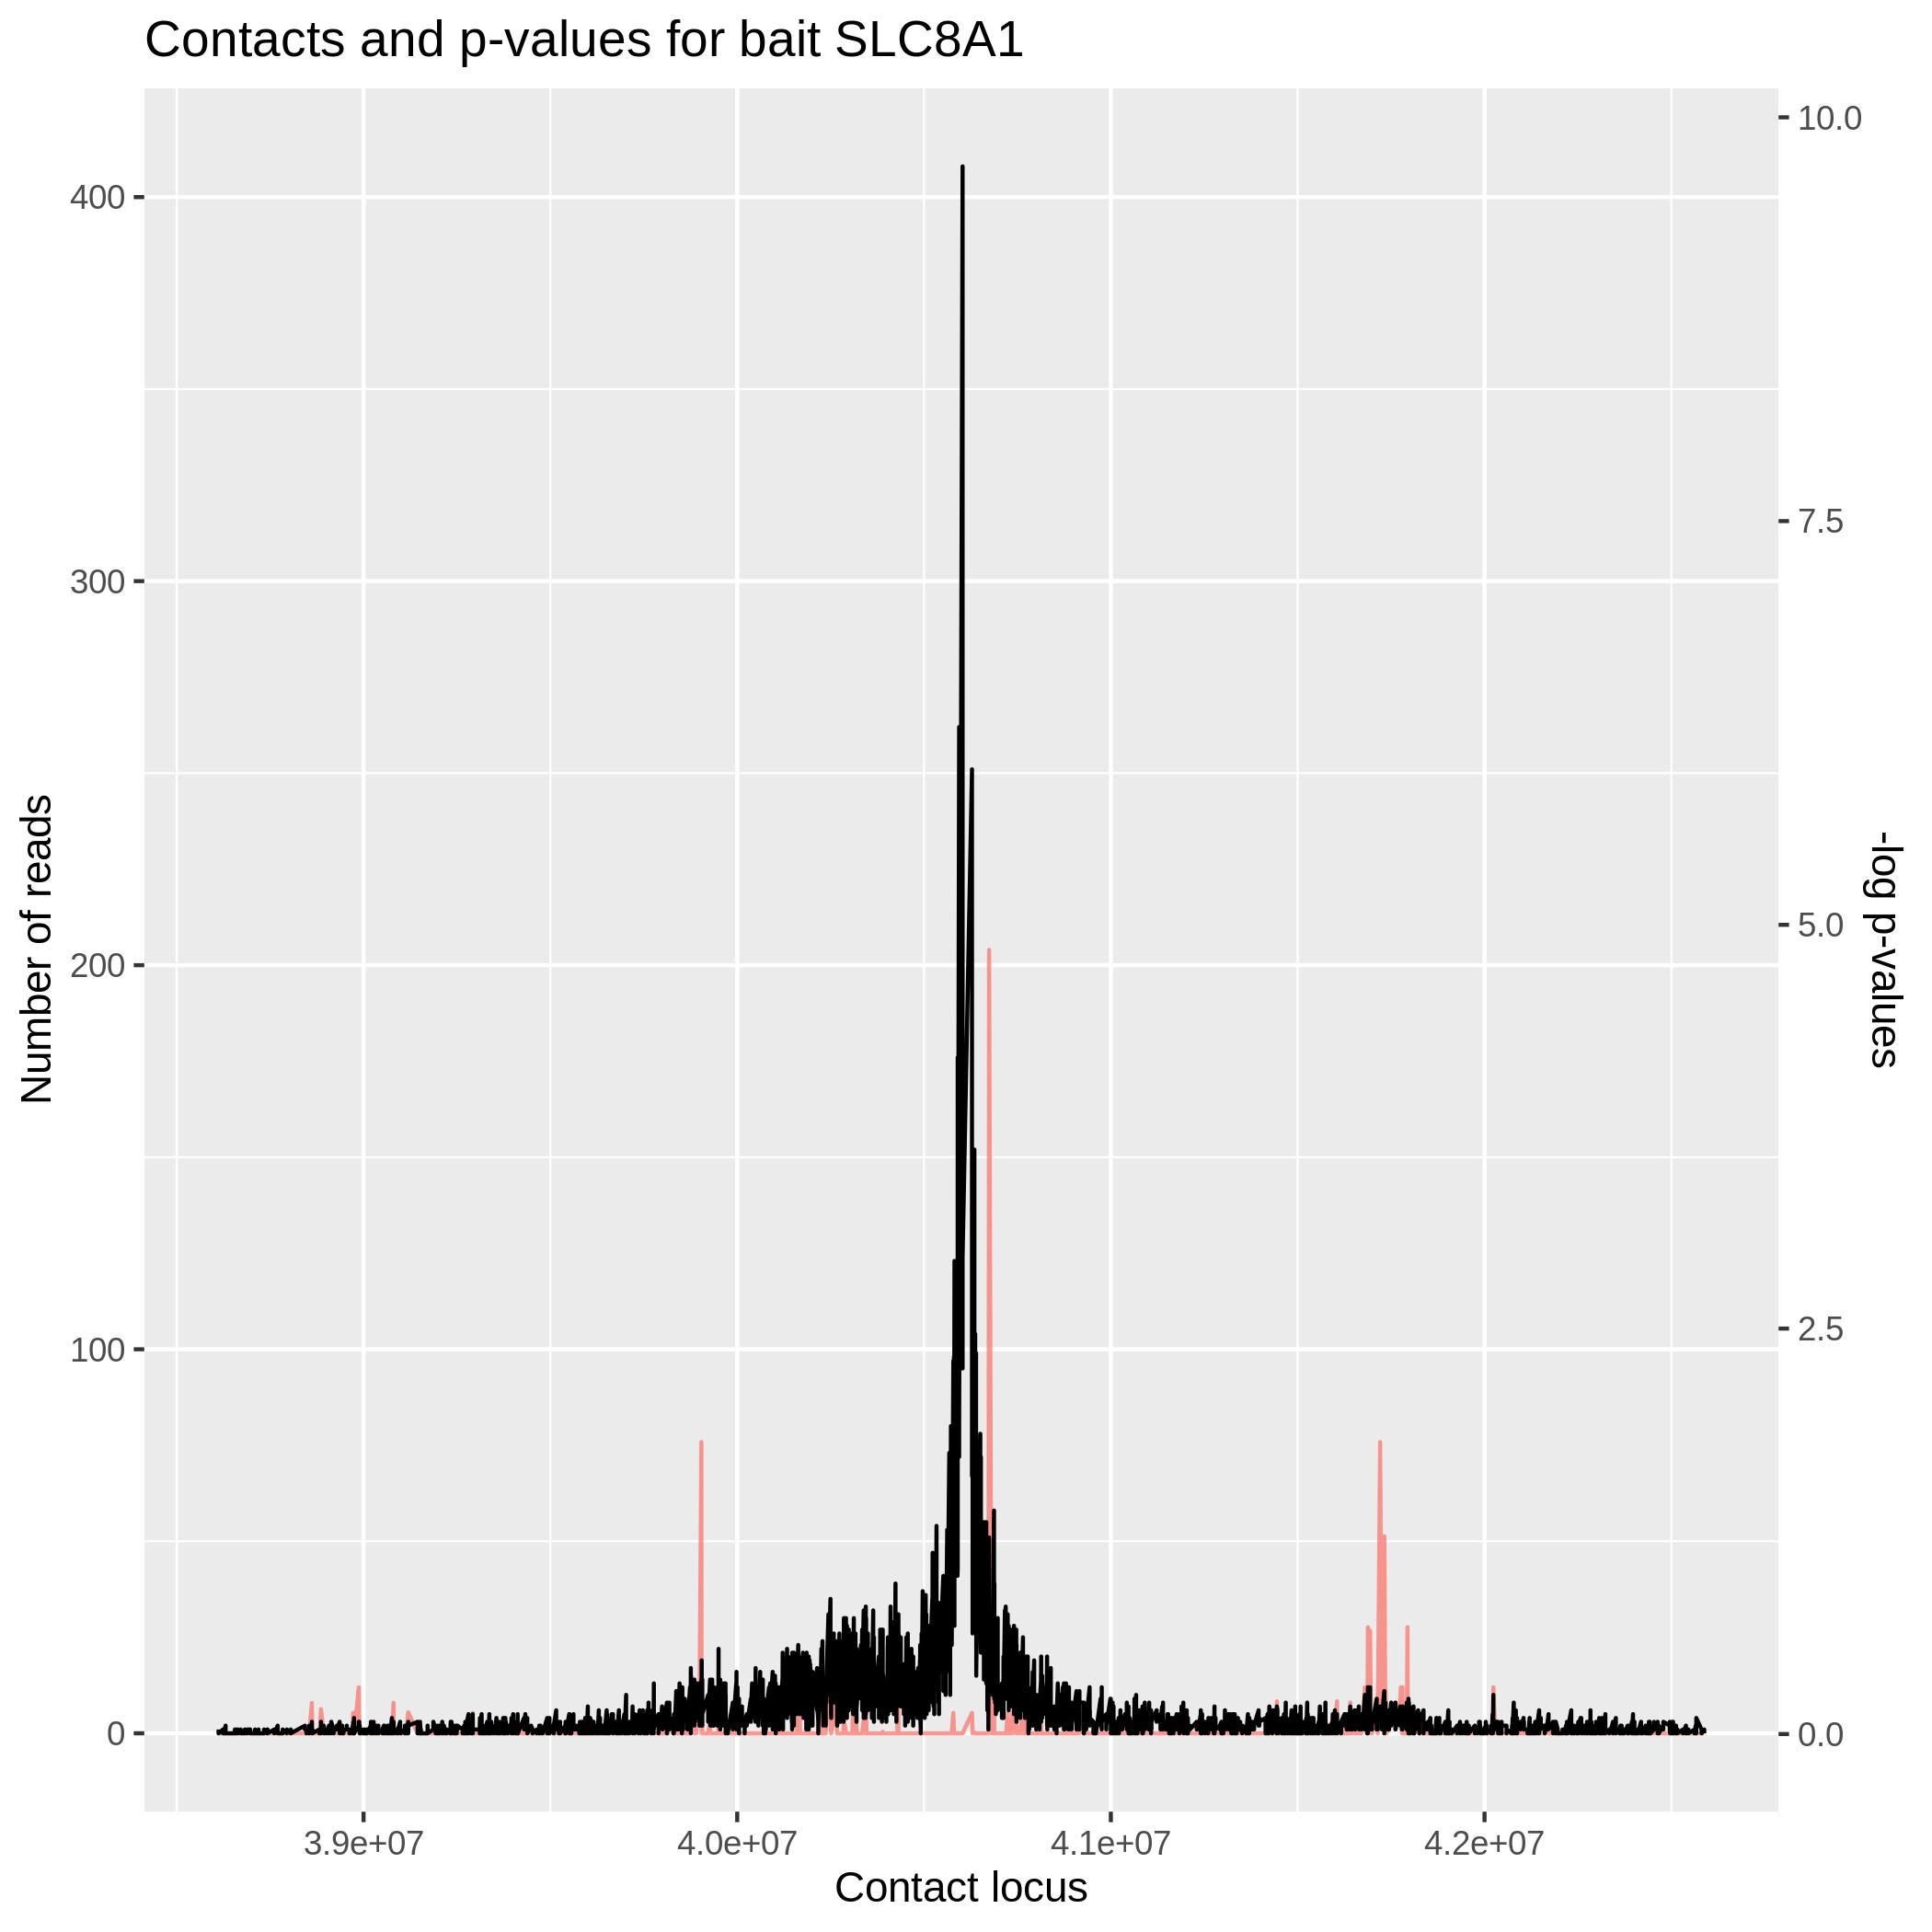 Contacts and p-values for bait SLC8A1
Number of reads
400
300
200
100
0
10.0
7.5
5.0
2.5
0.0
-log p-values
3.9e+07
4.0e+07
4.1e+07
4.2e+07
Contact locus